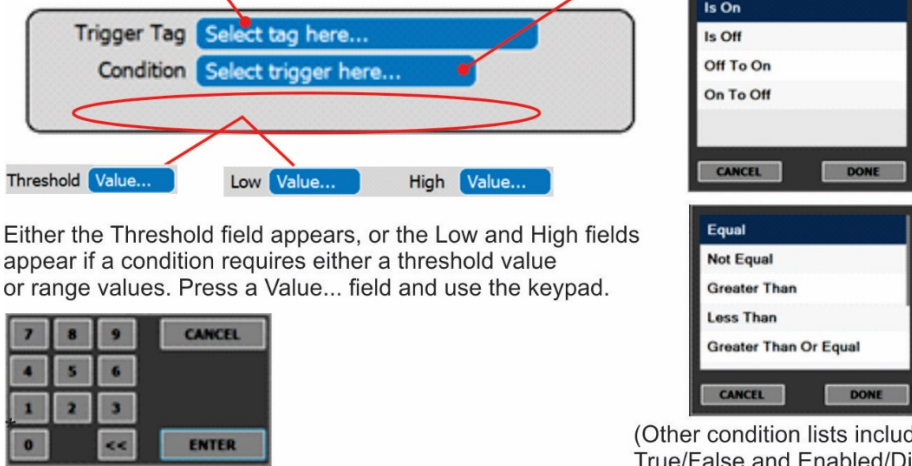 Trigger Tag Select tag here...
Condition Select trigger here...
Threshold Value... Low Value... High Value...
Either the Threshold field appears, or the Low and High fields
appear if a condition requires either a threshold value
or range values. Press a Value... field and use the keypad.
7 8 9 CANCEL
4 5 6
1 2 3
*
0 << ENTER
Is On
Is Off
Off To On
On To Off
CANCEL DONE
Equal
Not Equal
Greater Than
Less Than
Greater Than Or Equal
CANCEL DONE
(Other condition lists includ
True/False and Enabled/Di